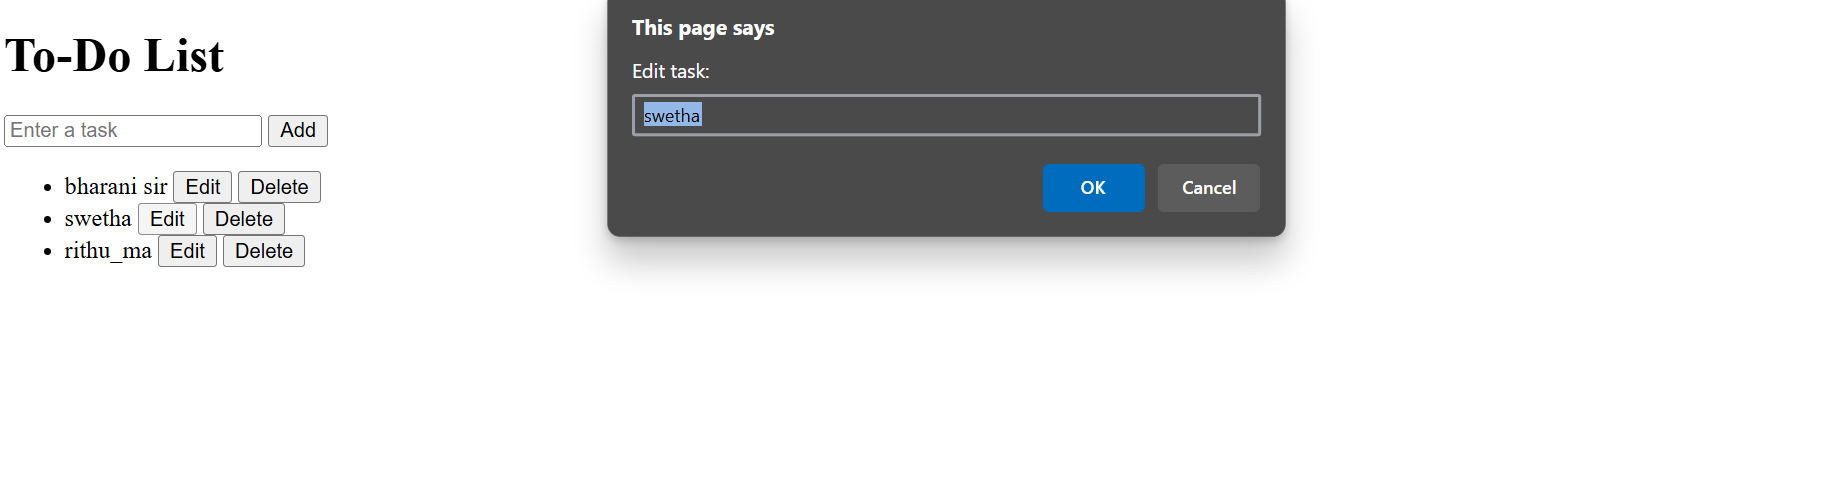 To-Do List
Enter a task Add
bharani sir Edit Delete
swetha Edit Delete
rithu_ma Edit Delete
This page says
Edit task:
swetha
OK Cancel